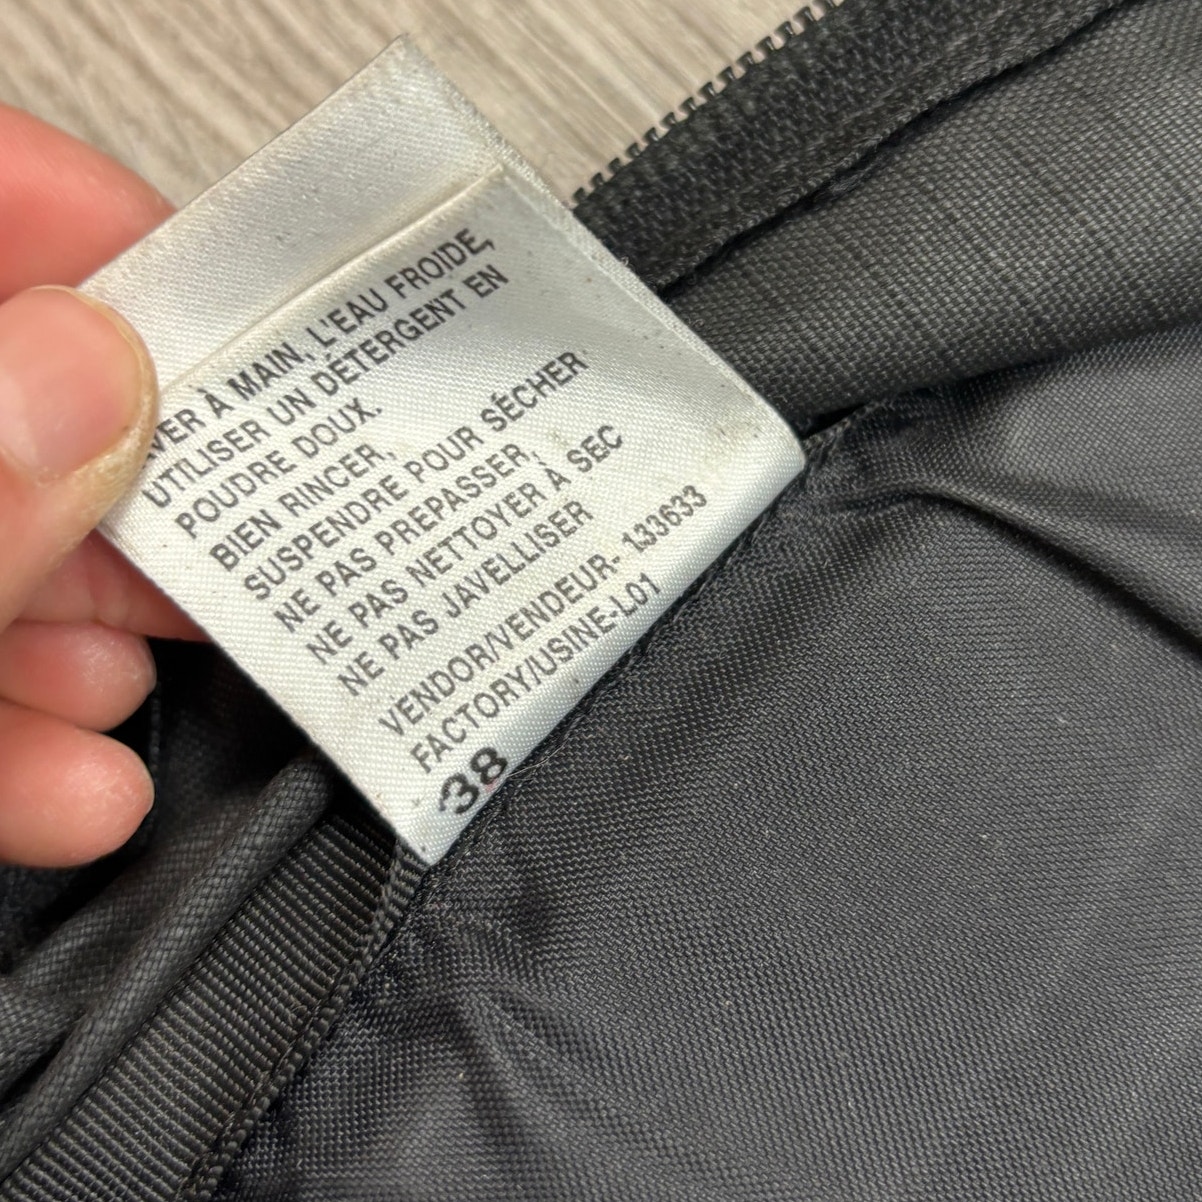 AVER À MAIN, L'EAU FROIDE,
UTILISER UN DÉTERGENT EN
POUDRE DOUX.
BIEN RINCER,
SUSPENDRE POUR SÉCHER
NE PAS PREPASSER,
NE PAS NETTOYER À SEC
NE PAS JAVELLISER
VENDOR/VENDEUR- 133633
FACTORY/USINE-L01
38